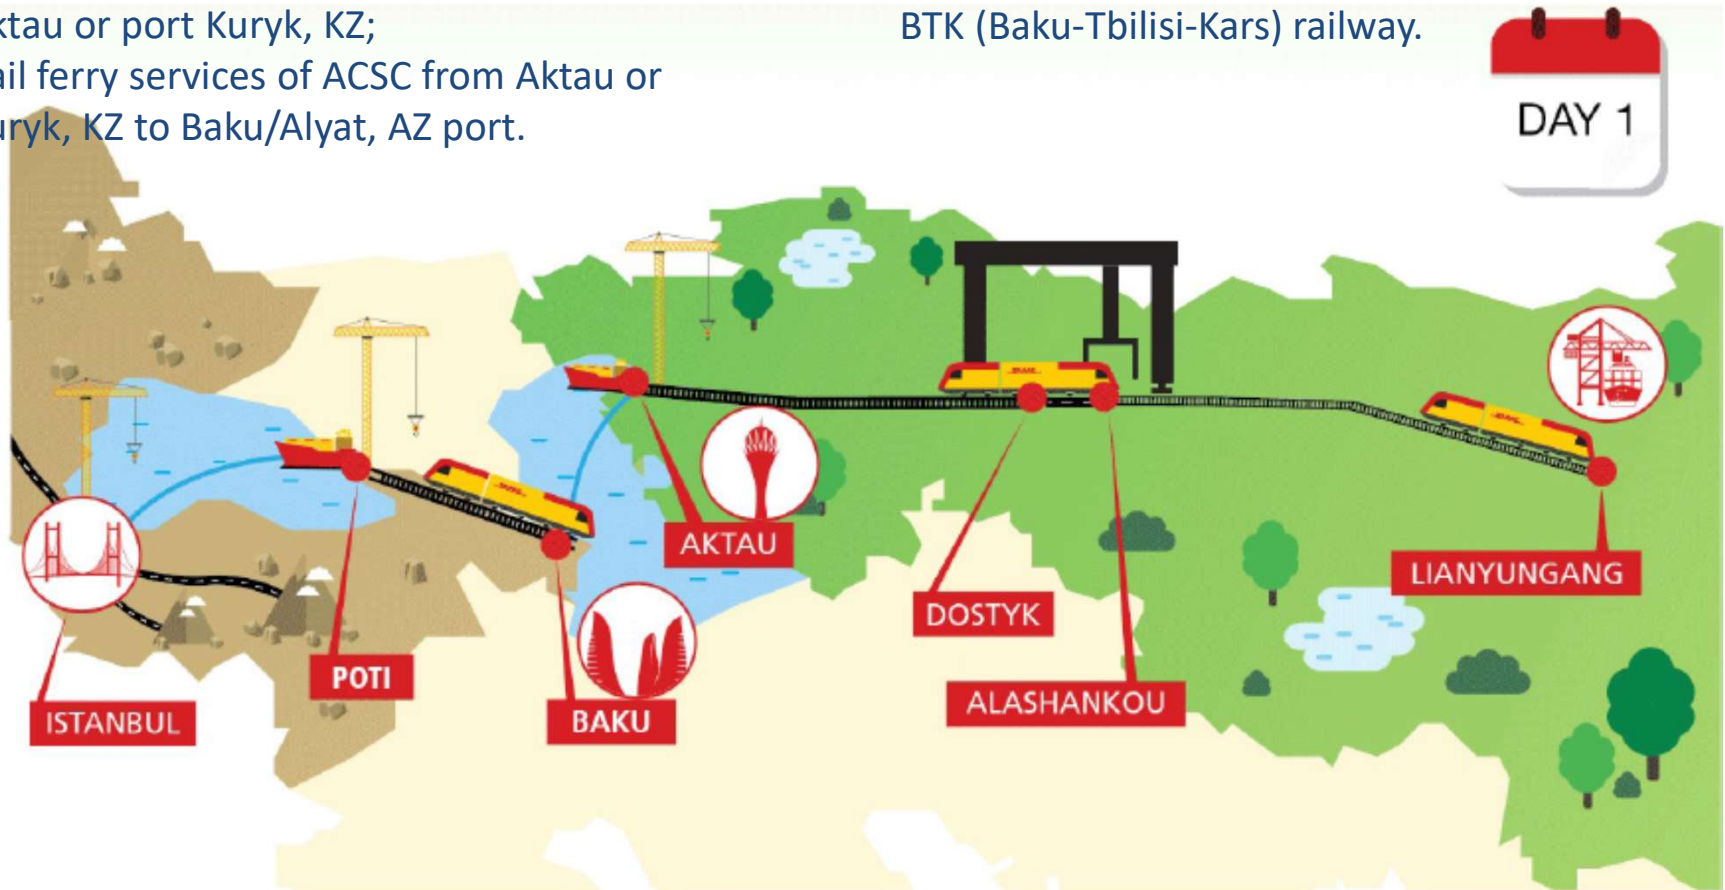 ktau or port Kuryk, KZ;
ail ferry services of ACSC from Aktau or
uryk, KZ to Baku/Alyat, AZ port.
BTK (Baku-Tbilisi-Kars) railway.
DAY 1
AKTAU
LIANYUNGANG
DOSTYK
POTI
ALASHANKOU
ISTANBUL
BAKU